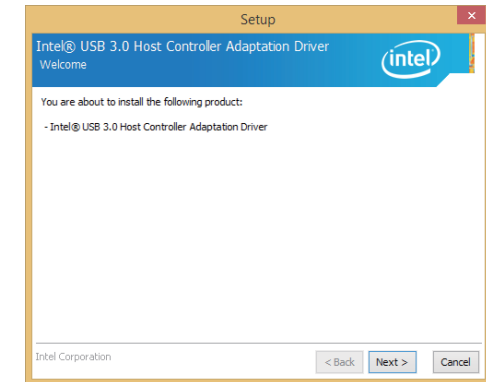 Setup
Intel® USB 3.0 Host Controller Adaptation Driver
Welcome
intel
You are about to install the following product:
- Intel® USB 3.0 Host Controller Adaptation Driver
Intel Corporation
< Back Next > Cancel